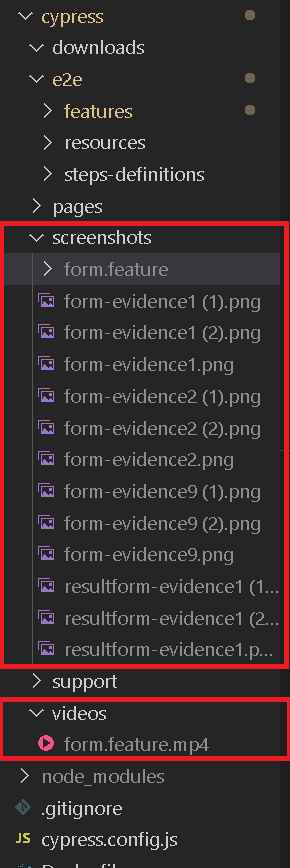 cypress
downloads
e2e
features
resources
steps-definitions
pages
screenshots
form.feature
form-evidence1 (1).png
form-evidence1 (2).png
form-evidence1.png
form-evidence2 (1).png
form-evidence2 (2).png
form-evidence2.png
form-evidence9 (1).png
form-evidence9 (2).png
form-evidence9.png
resultform-evidence1 (1...
resultform-evidence1 (2...
resultform-evidence1.p...
support
videos
form.feature.mp4
node_modules
.gitignore
JS cypress.config.js